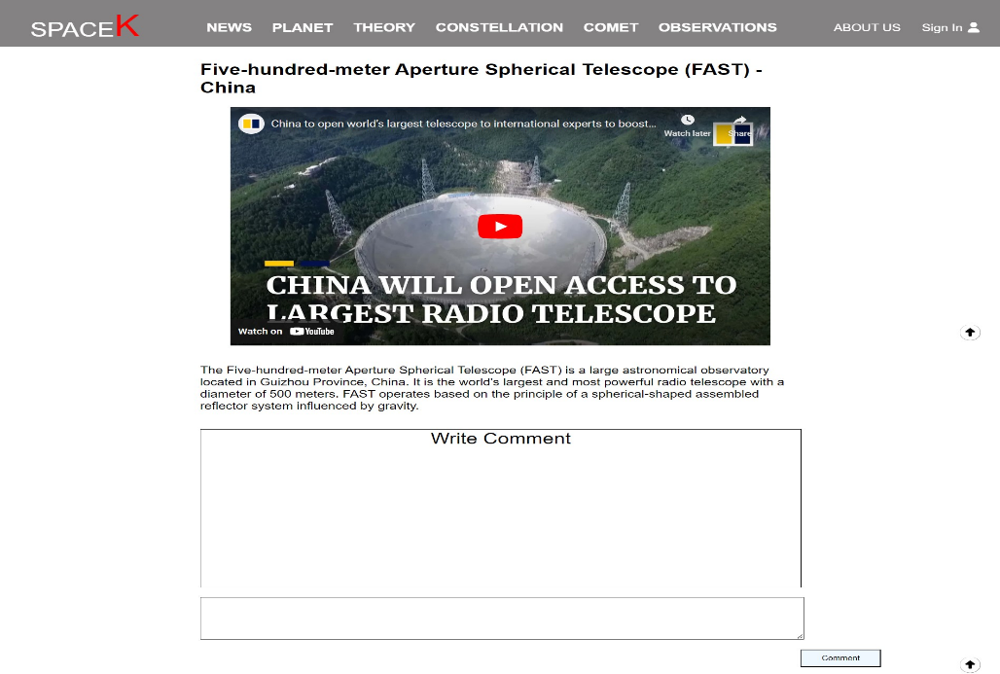 SPACEK
NEWS PLANET THEORY CONSTELLATION COMET OBSERVATIONS ABOUT US Sign In
Five-hundred-meter Aperture Spherical Telescope (FAST) -
China
China to open world's largest telescope to international experts to boost...
Watch later
Share
CHINA WILL OPEN ACCESS TO
LARGEST RADIO TELESCOPE
Watch on YouTube
The Five-hundred-meter Aperture Spherical Telescope (FAST) is a large astronomical observatory
located in Guizhou Province, China. It is the world's largest and most powerful radio telescope with a
diameter of 500 meters. FAST operates based on the principle of a spherical-shaped assembled
reflector system influenced by gravity.
Write Comment
Comment